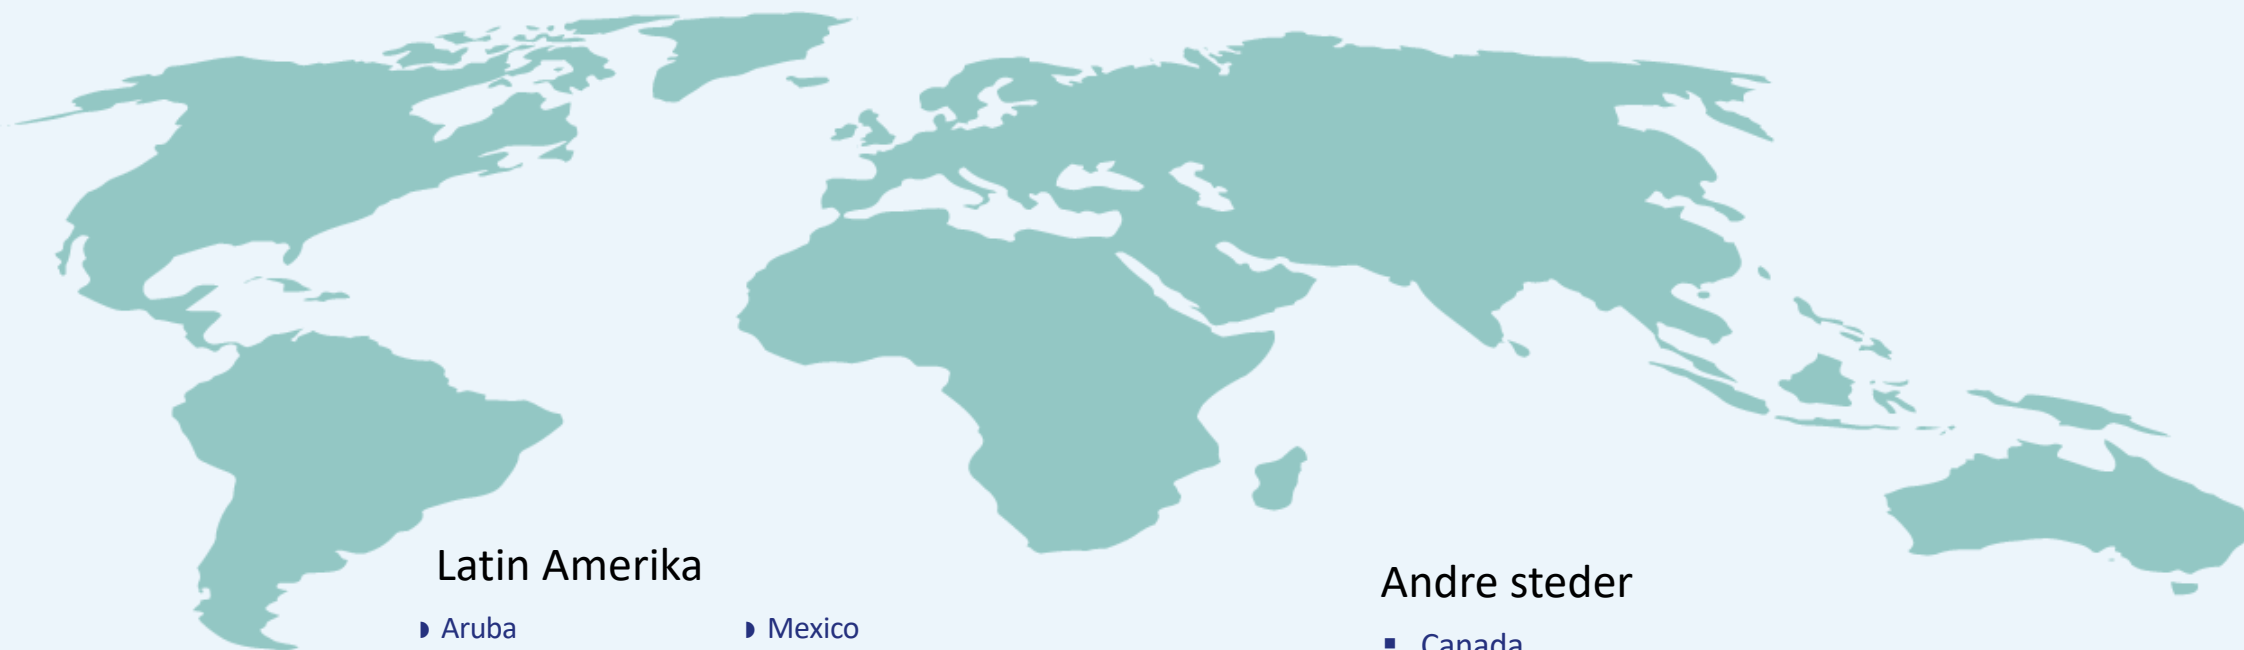 Latin Amerika
Andre steder
◗ Aruba
◗ Mexico
▪ Canada